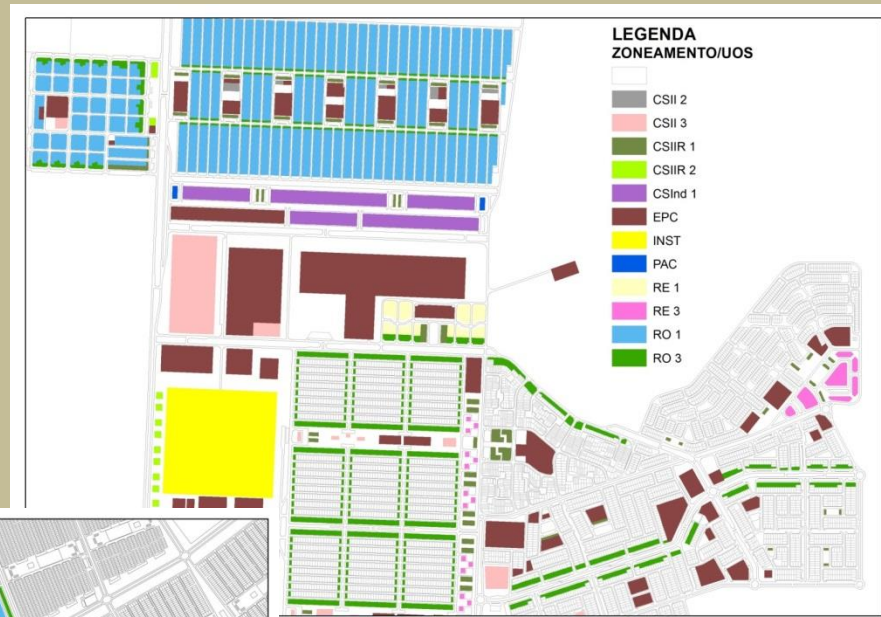 LEGENDA
ZONEAMENTO/UOS
CSII 2
CSII 3
CSIIR 1
CSIIR 2
CSInd 1
EPC
INST
PAC
RE 1
RE 3
RO 1
RO 3